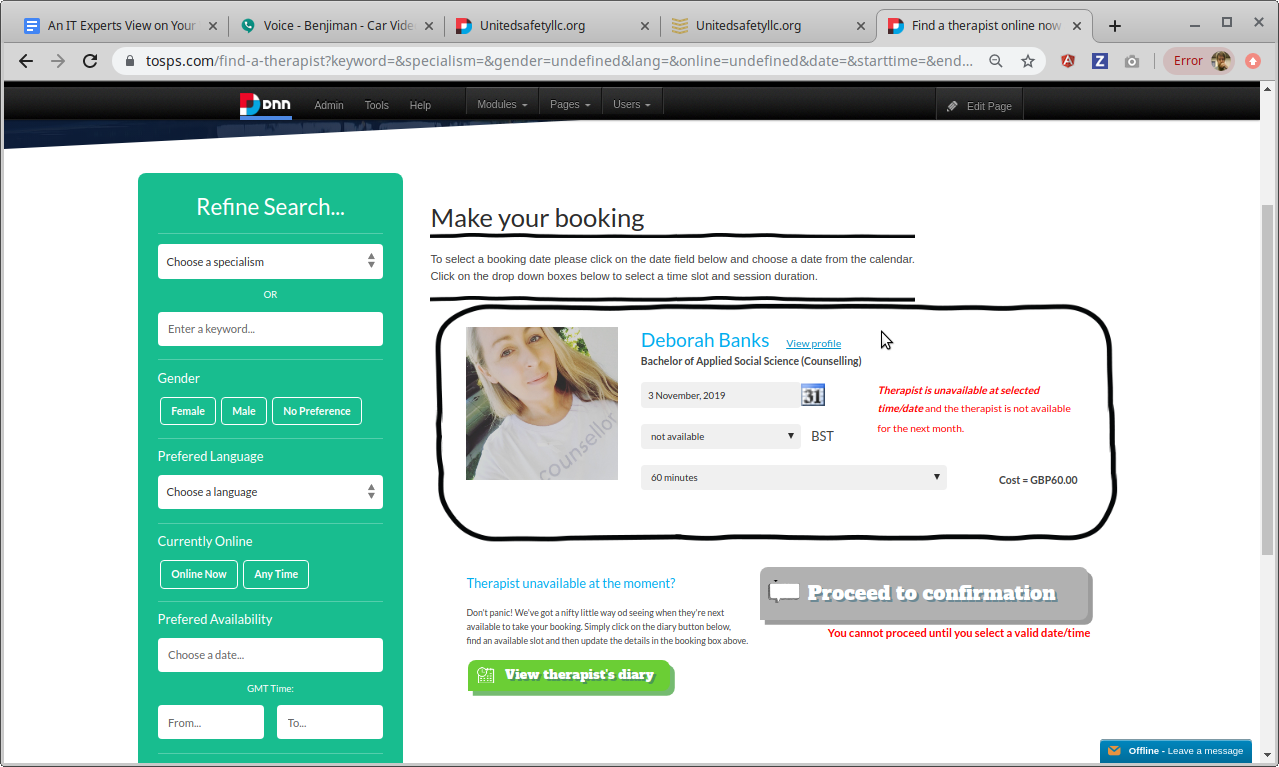 An IT Experts View on Your
Voice - Benjiman - Car Vide
Unitedsafetyllc.org
Unitedsafetyllc.org
Find a therapist online now
tosps.com/find-a-therapist?keyword=&specialism=&gender=undefined&lang=&online=undefined&date=&starttime=&end...
Error
DNN
Admin
Tools
Help
Modules
Pages
Users
Edit Page
Refine Search...
Choose a specialism
OR
Enter a keyword...
Gender
Female
Male
No Preference
Prefered Language
Choose a language
Currently Online
Online Now
Any Time
Prefered Availability
Choose a date...
GMT Time:
From...
To...
Make your booking
To select a booking date please click on the date field below and choose a date from the calendar.
Click on the drop down boxes below to select a time slot and session duration.
counsellor
Deborah Banks
View profile
Bachelor of Applied Social Science (Counselling)
3 November, 2019
31
not available
BST
60 minutes
Therapist is unavailable at selected
time/date and the therapist is not available
for the next month.
Cost = GBP60.00
Therapist unavailable at the moment?
Don't panic! We've got a nifty little way od seeing when they're next
available to take your booking. Simply click on the diary button below,
find an available slot and then update the details in the booking box above.
View therapist's diary
Proceed to confirmation
You cannot proceed until you select a valid date/time
Offline - Leave a message